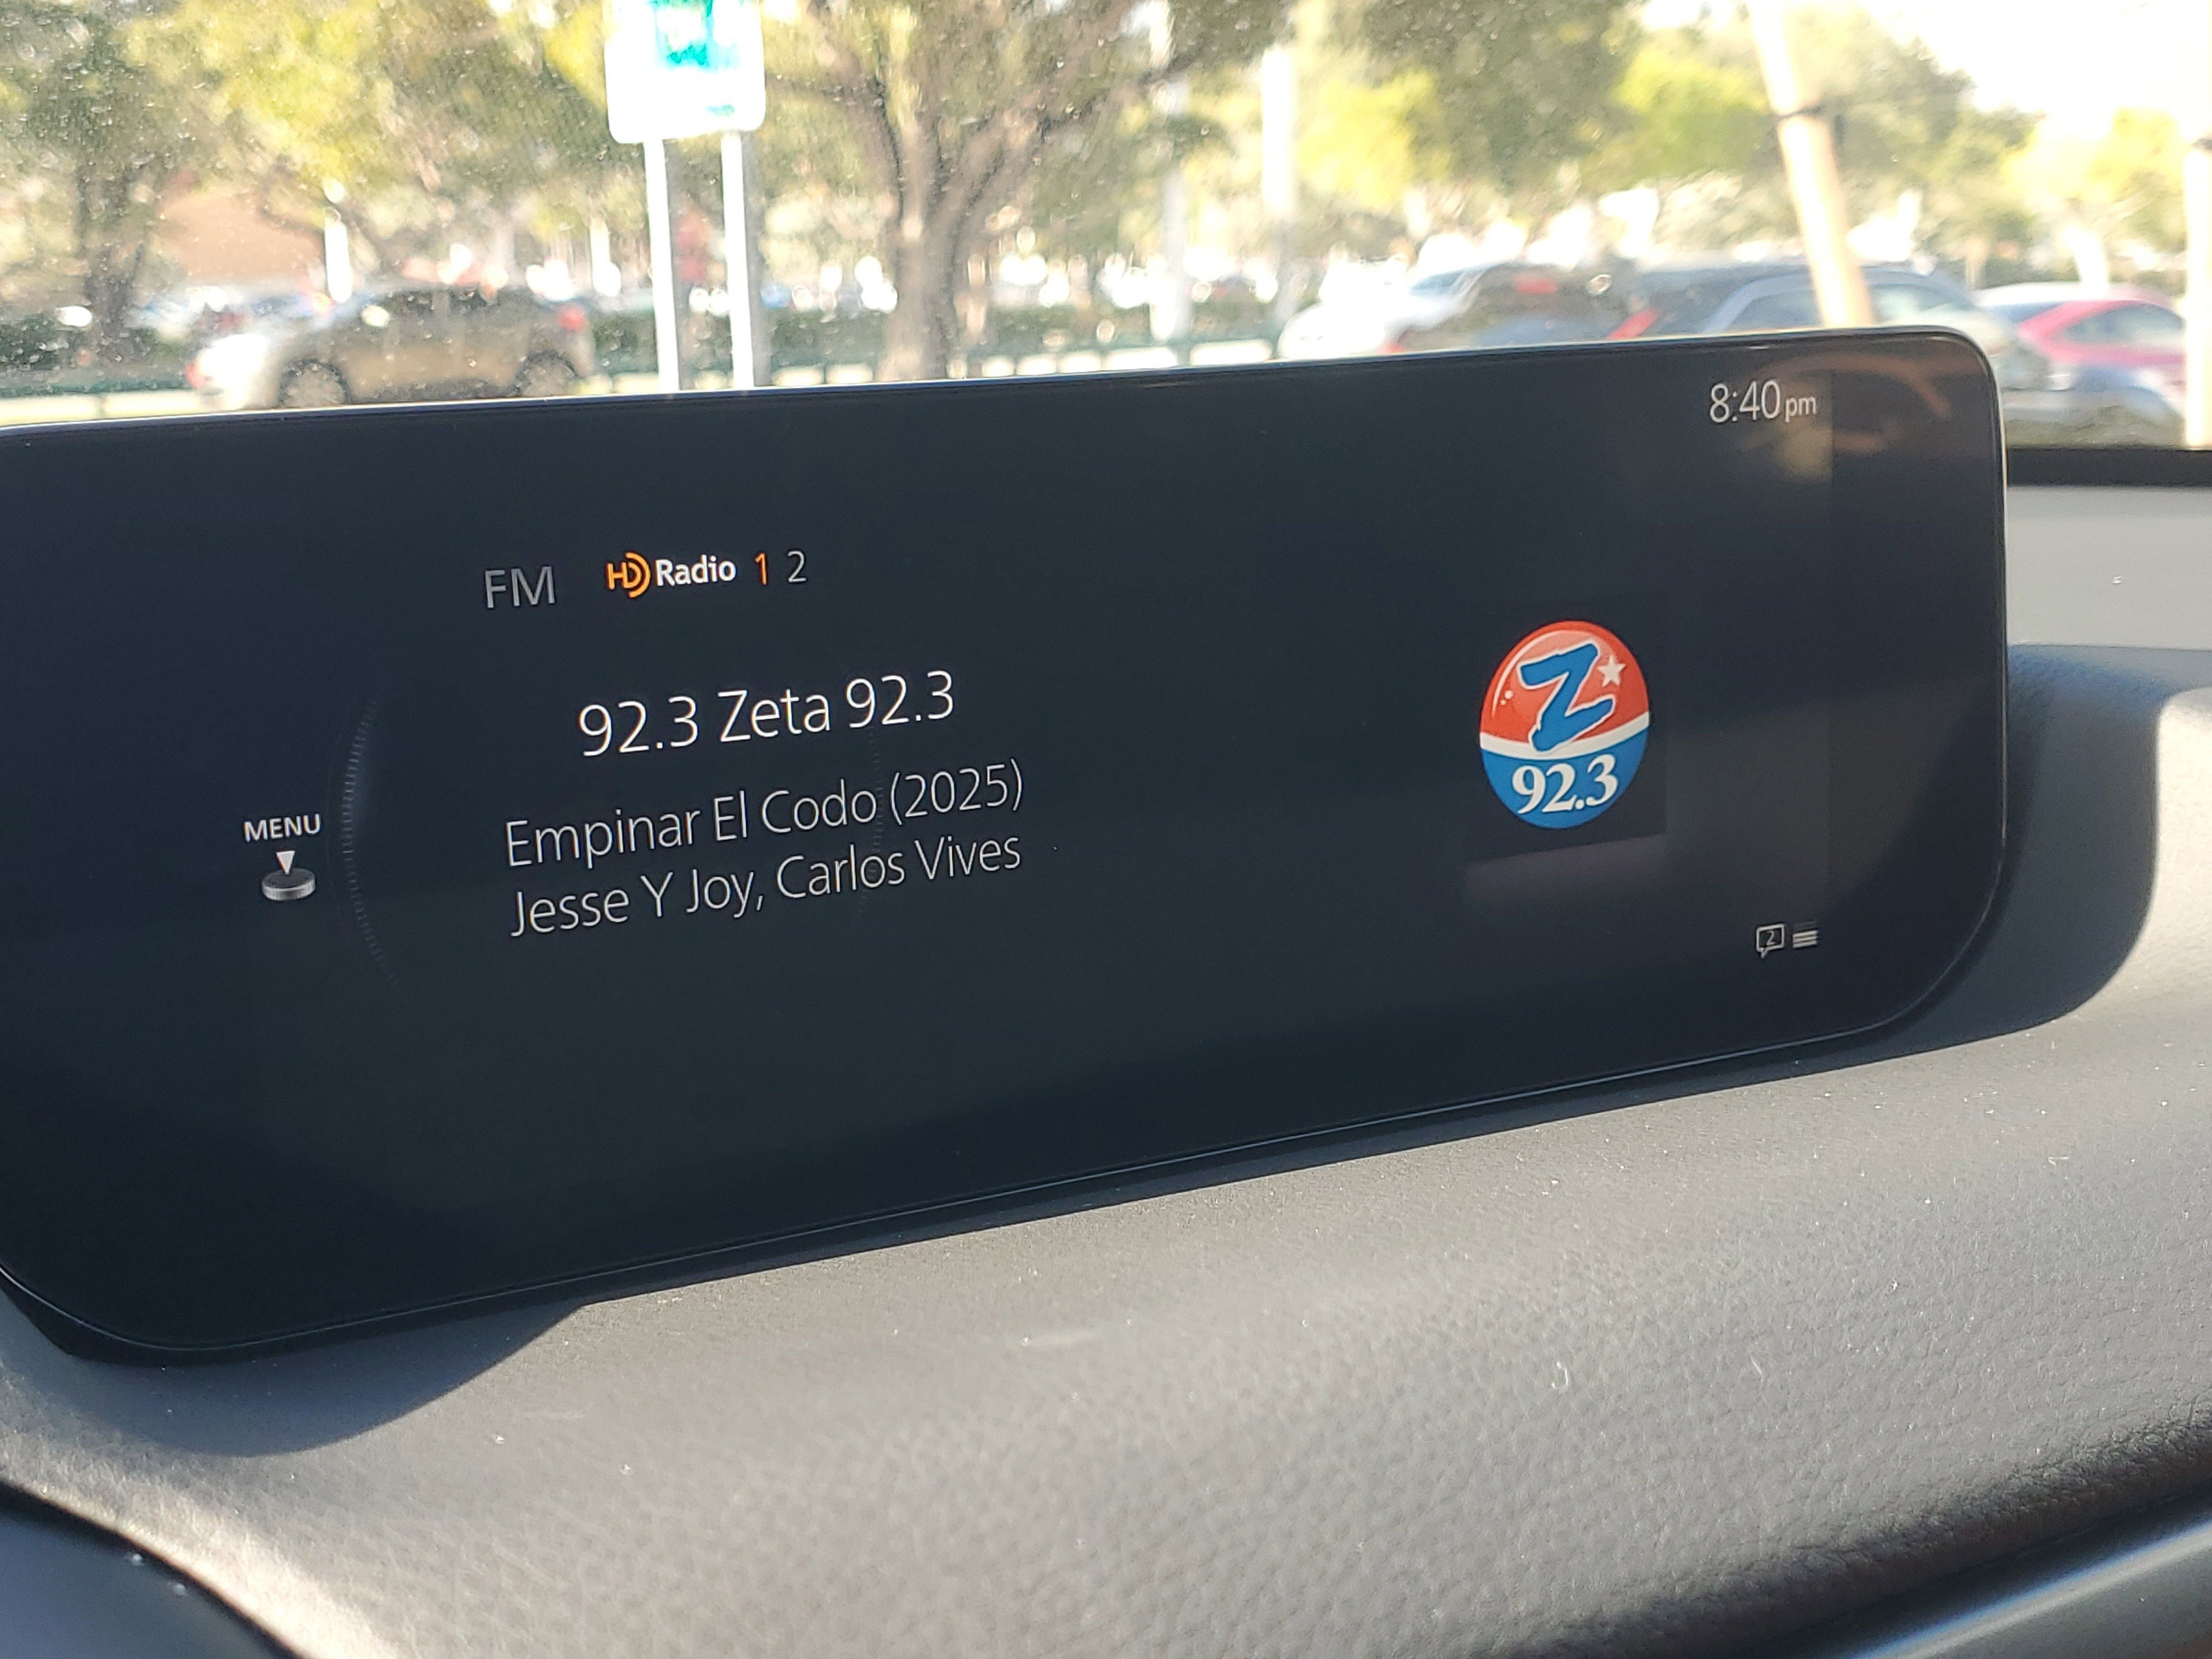 8:40pm
FM HD Radio 1 2
92.3 Zeta 92.3
Empinar El Codo (2025)
Jesse Y Joy, Carlos Vives
MENU
Z
92.3
2